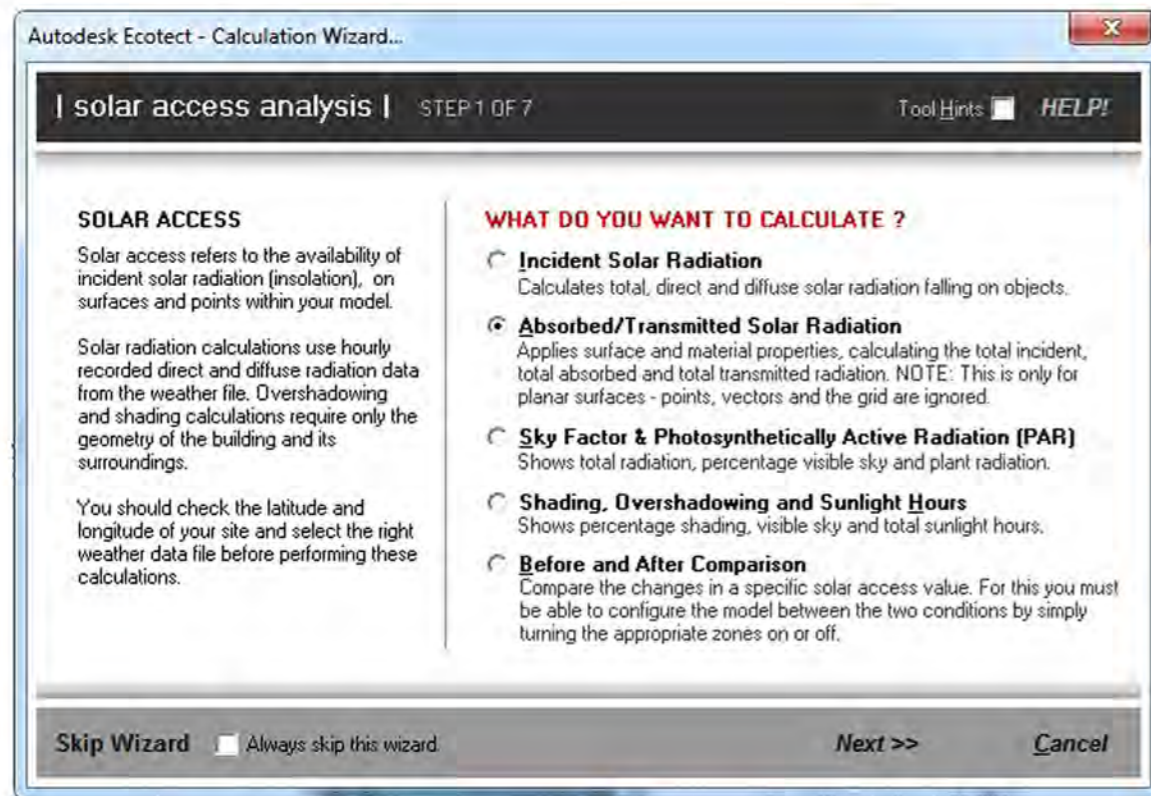 Autodesk Ecotect - Calculation Wizard...
| solar access analysis | STEP 1 OF 7
Tool Hints HELP!
SOLAR ACCESS
Solar access refers to the availability of
incident solar radiation (insolation), on
surfaces and points within your model.
Solar radiation calculations use hourly
recorded direct and diffuse radiation data
from the weather file. Overshadowing
and shading calculations require only the
geometry of the building and its
surroundings.
You should check the latitude and
longitude of your site and select the right
weather data file before performing these
calculations.
WHAT DO YOU WANT TO CALCULATE ?
Incident Solar Radiation
Calculates total, direct and diffuse solar radiation falling on objects.
Absorbed/Transmitted Solar Radiation
Applies surface and material properties, calculating the total incident,
total absorbed and total transmitted radiation. NOTE: This is only for
planar surfaces - points, vectors and the grid are ignored.
Sky Factor & Photosynthetically Active Radiation (PAR)
Shows total radiation, percentage visible sky and plant radiation.
Shading, Overshadowing and Sunlight Hours
Shows percentage shading, visible sky and total sunlight hours.
Before and After Comparison
Compare the changes in a specific solar access value. For this you must
be able to configure the model between the two conditions by simply
turning the appropriate zones on or off.
Skip Wizard Always skip this wizard
Next >> Cancel